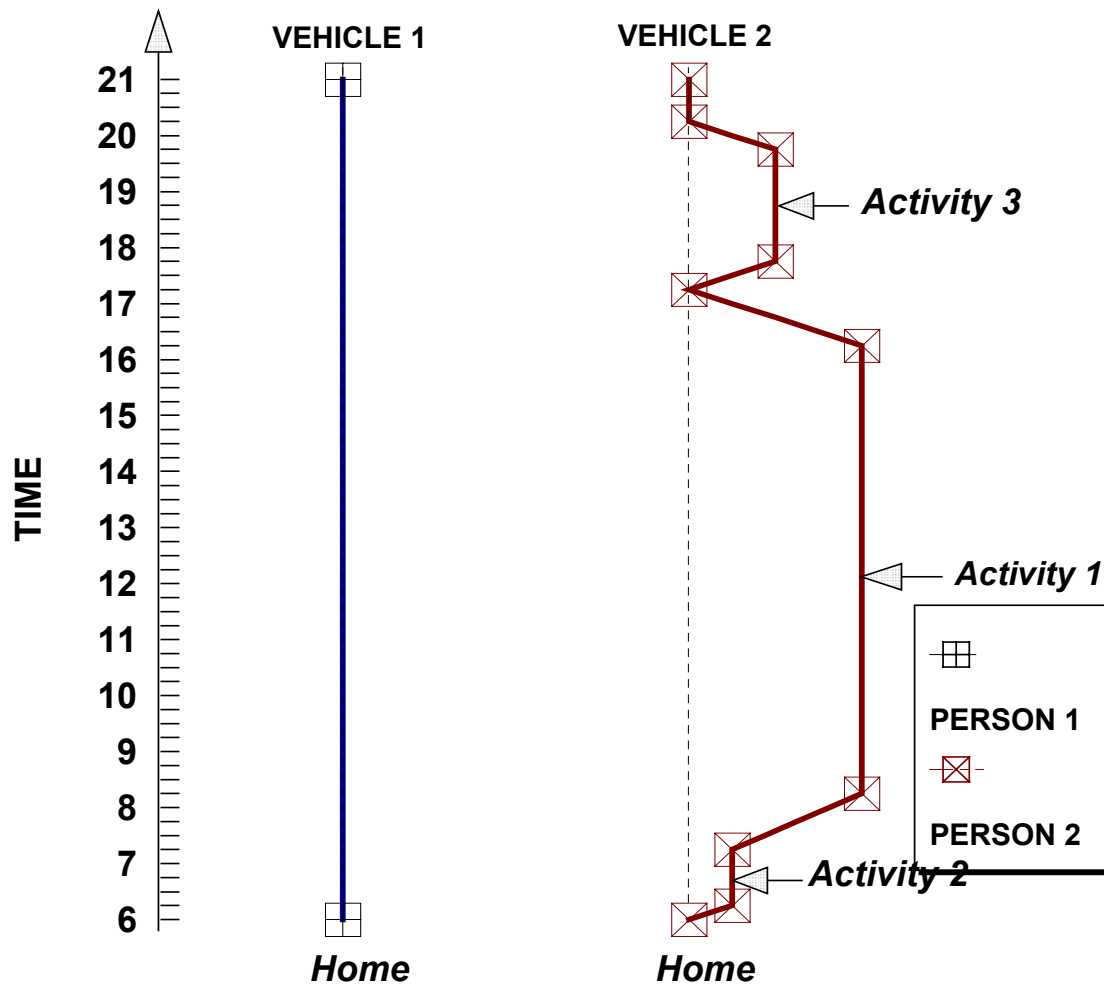 VEHICLE 1
VEHICLE 2
21
20
19
18
17
16
15
14
13
12
11
10
9
8
7
6
TIME
Activity 3
Activity 1
Activity 2
PERSON 1
PERSON 2
Home
Home